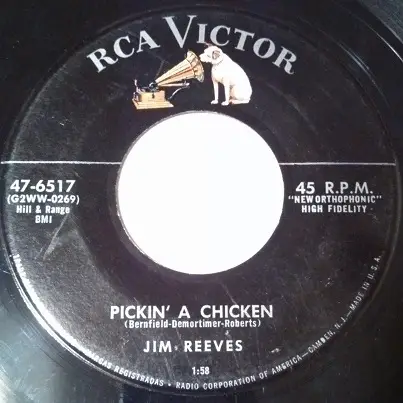 RCA VICTOR
47-6517
(G2WW-0269)
Hill & Range
BMI
45 R.P.M.
"NEW ORTHOPHONIC"
HIGH FIDELITY
PICKIN' A CHICKEN
(Bernfield-Demortimer-Roberts)
JIM REEVES
1:58
REGISTRADAS • RADIO CORPORATION OF AMERICA—CAMDEN, N.J.—MADE IN U.S.A.